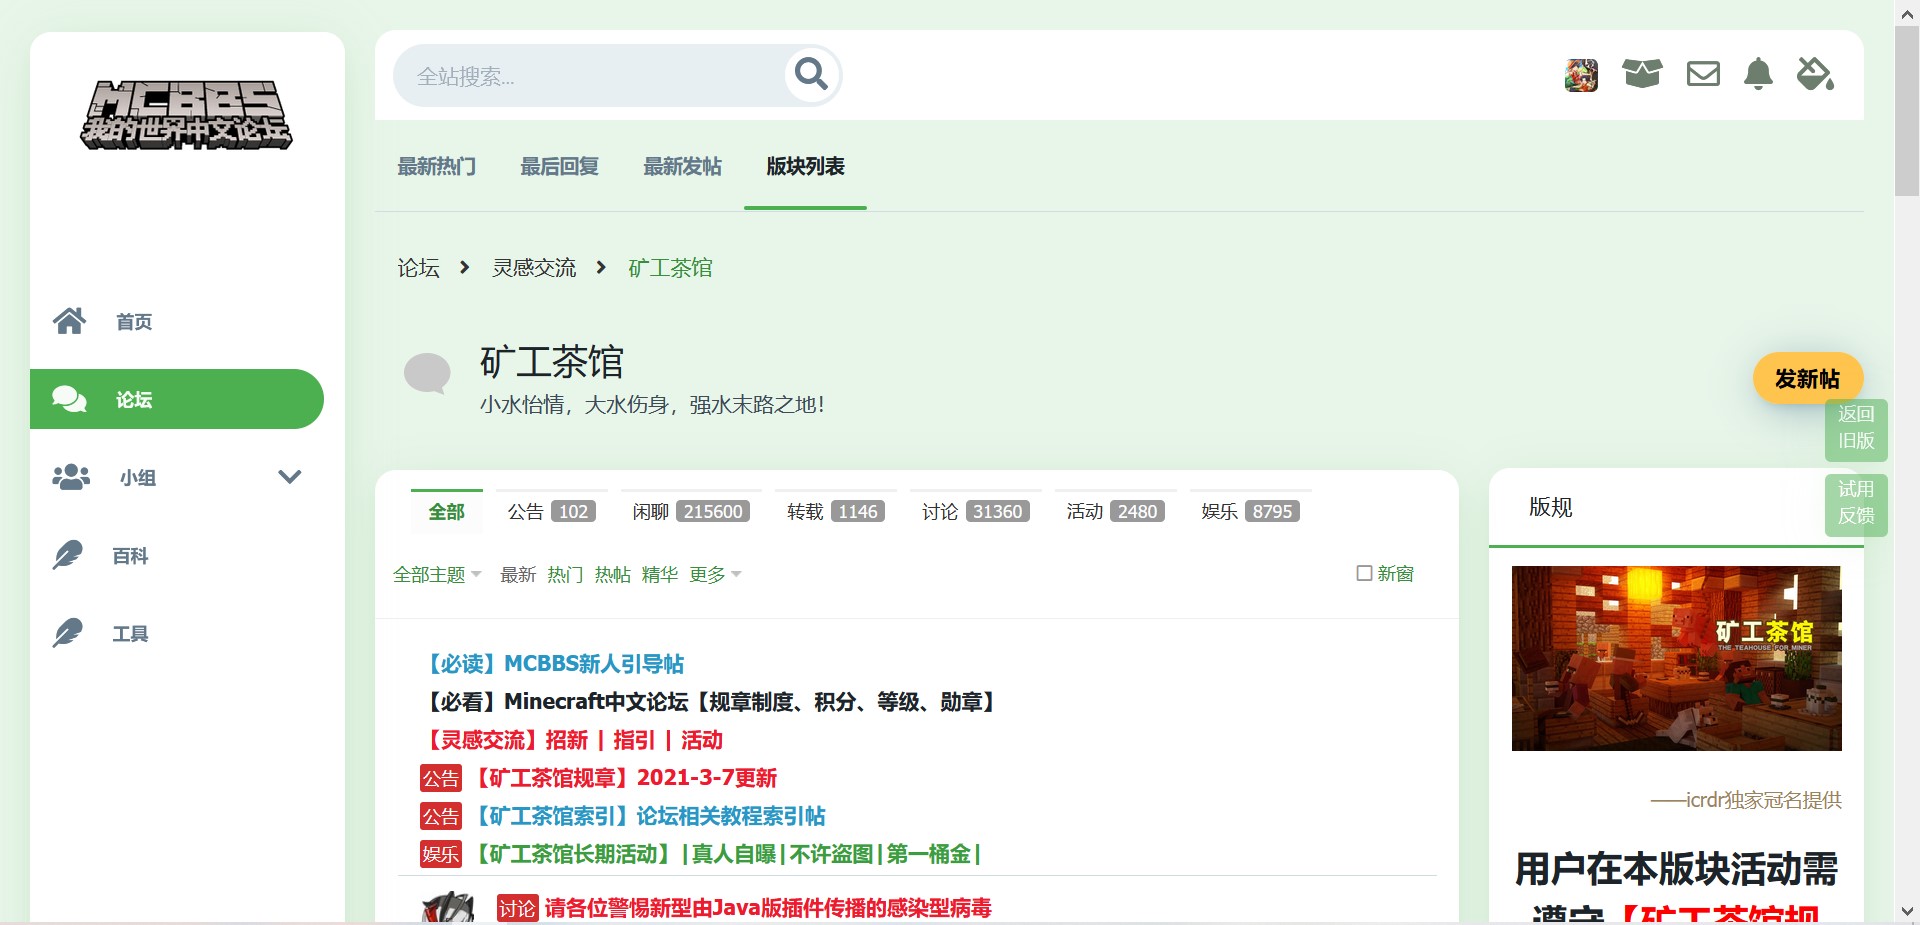 MCBBS
我的世界中文论坛
全站搜索...
最新热门 最后回复 最新发帖 版块列表
论坛 灵感交流 矿工茶馆
首页
论坛
小组
百科
工具
矿工茶馆
小水怡情，大水伤身，强水末路之地！
发新帖
返回
旧版
试用
反馈
全部 公告 102 闲聊 215600 转载 1146 讨论 31360 活动 2480 娱乐 8795
全部主题 最新 热门 热帖 精华 更多 新窗
【必读】MCBBS新人引导帖
【必看】Minecraft中文论坛【规章制度、积分、等级、勋章】
【灵感交流】招新 | 指引 | 活动
公告 【矿工茶馆规章】2021-3-7更新
公告 【矿工茶馆索引】论坛相关教程索引帖
娱乐 【矿工茶馆长期活动】|真人自曝|不许盗图|第一桶金|
讨论 请各位警惕新型由Java版插件传播的感染型病毒
版规
矿工茶馆
THE TEAHOUSE FOR MINER
——icrdr独家冠名提供
用户在本版块活动需
遵守【矿工茶馆规